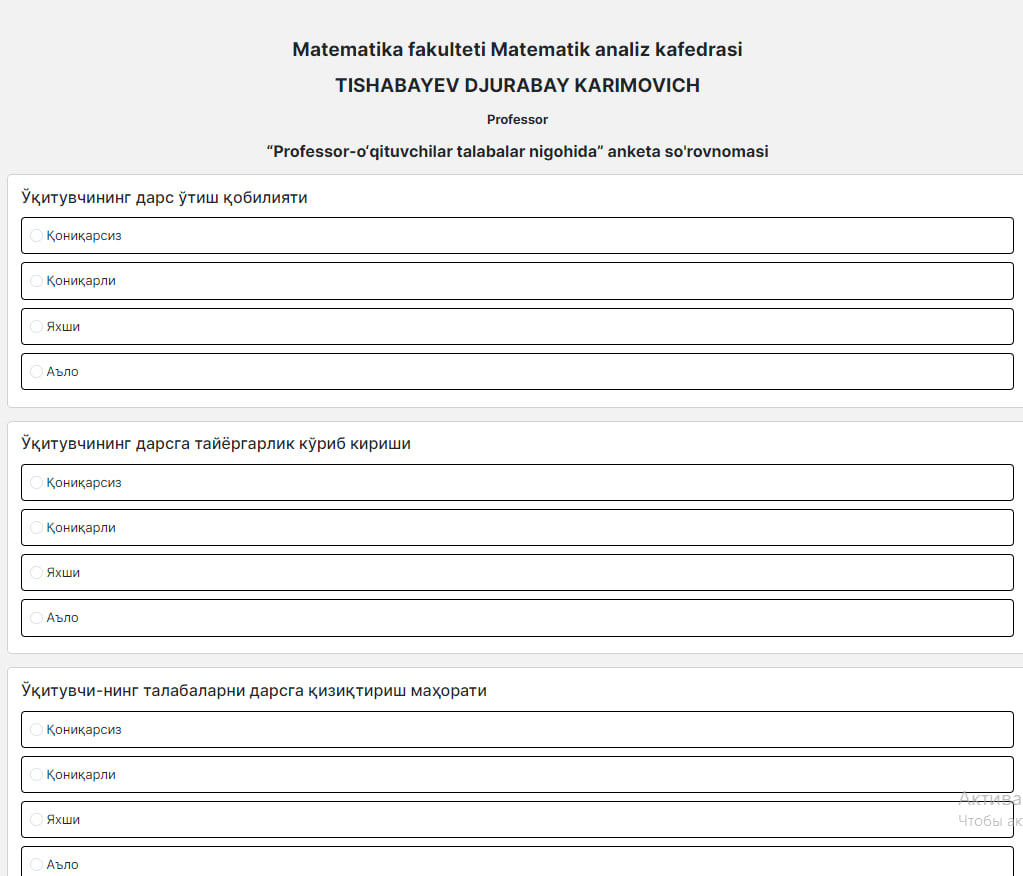 Matematika fakulteti Matematik analiz kafedrasi
TISHABAYEV DJURABAY KARIMOVICH
Professor
“Professor-o‘qituvchilar talabalar nigohida” anketa so'rovnomasi
Ўқитувчининг дарс ўтиш қобилияти
Қониқарсиз
Қониқарли
Яхши
Аъло
Ўқитувчининг дарсга тайёргарлик кўриб кириши
Қониқарсиз
Қониқарли
Яхши
Аъло
Ўқитувчи-нинг талабаларни дарсга қизиқтириш маҳорати
Қониқарсиз
Қониқарли
Яхши
Аъло
Актива
Чтобы ак